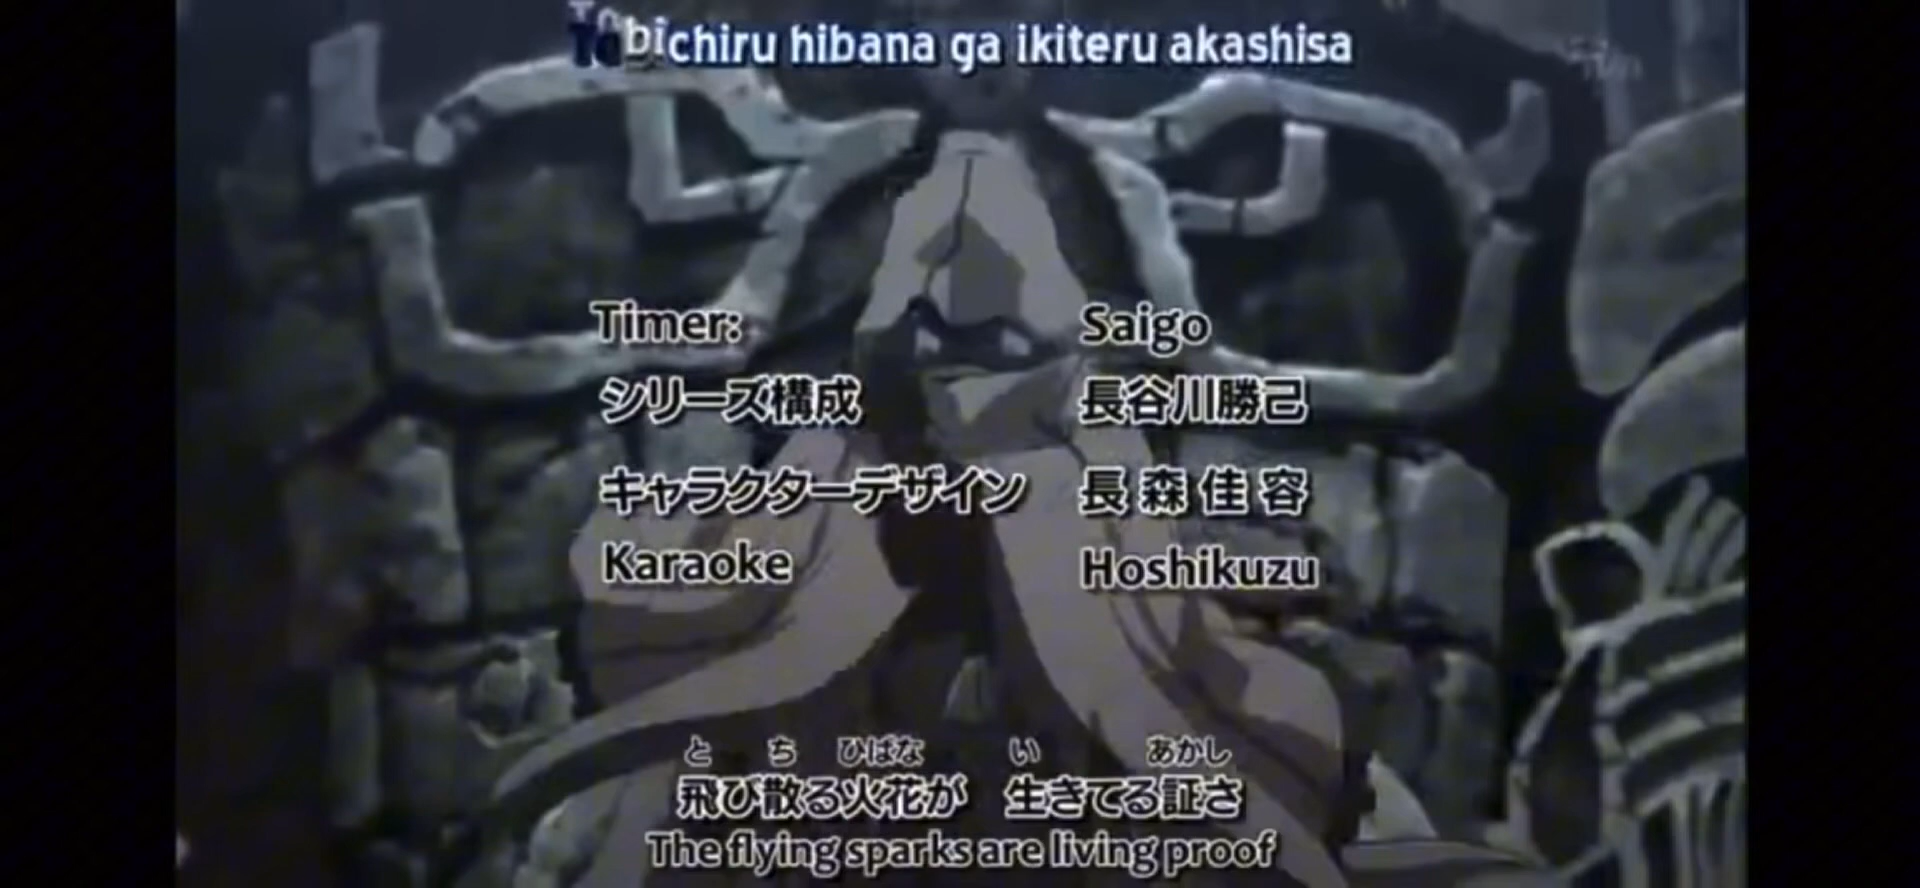 Tobichiru hibana ga ikiteru akashisa
Timer: Saigo
シリーズ構成 長谷川勝己
キャラクターデザイン 長森佳容
Karaoke Hoshikuzu
と ち ひばな い あかし
飛び散る火花が 生きてる証さ
The flying sparks are living proof